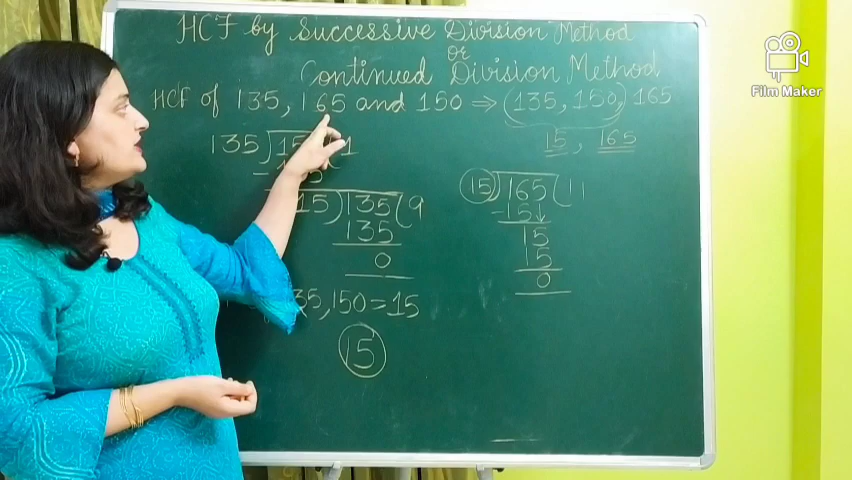 HCF by Successive Division Method
or
Continued Division Method
HCF of 135, 165 and 150 ⇒ (135, 150), 165
15, 165
135) 15 1
15) 135 (9
135
0
35, 150 = 15
15
15) 165 (11
-15↓
15
15
0
Film Maker